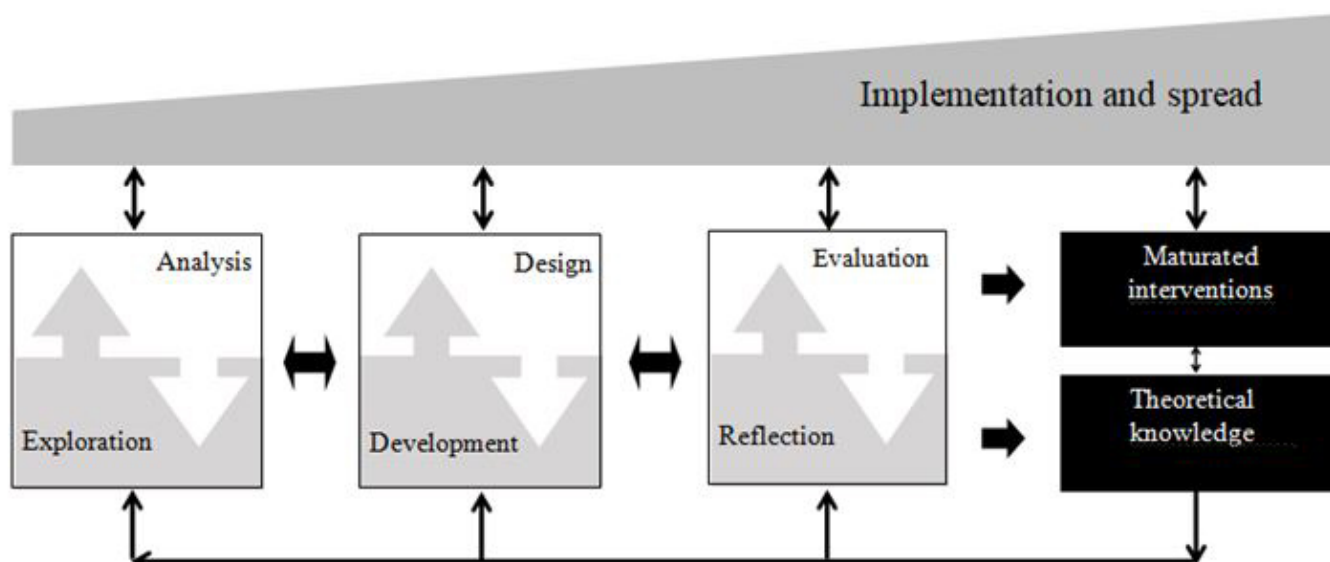 Implementation and spread
Analysis
Exploration
Design
Development
Evaluation
Reflection
Maturated
interventions
Theoretical
knowledge